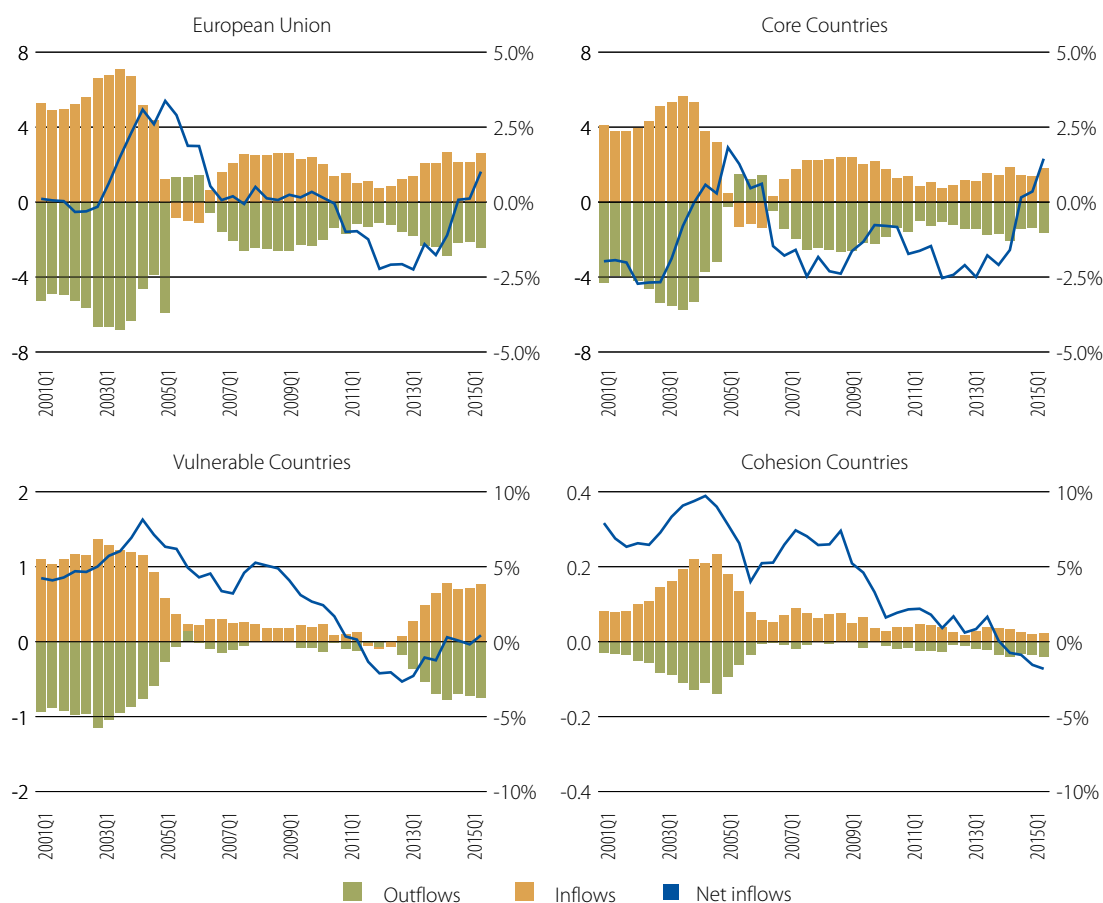 European Union
8 5.0%
4 2.5%
0 0.0%
-4 -2.5%
-8 -5.0%
2001Q1 2003Q1 2005Q1 2007Q1 2009Q1 2011Q1 2013Q1 2015Q1
Core Countries
8 5.0%
4 2.5%
0 0.0%
-4 -2.5%
-8 -5.0%
2001Q1 2003Q1 2005Q1 2007Q1 2009Q1 2011Q1 2013Q1 2015Q1
Vulnerable Countries
2 10%
1 5%
0 0%
-1 -5%
-2 -10%
2001Q1 2003Q1 2005Q1 2007Q1 2009Q1 2011Q1 2013Q1 2015Q1
Cohesion Countries
0.4 10%
0.2 5%
0.0 0%
-0.2 -5%
-0.4 -10%
2001Q1 2003Q1 2005Q1 2007Q1 2009Q1 2011Q1 2013Q1 2015Q1
Outflows Inflows Net inflows